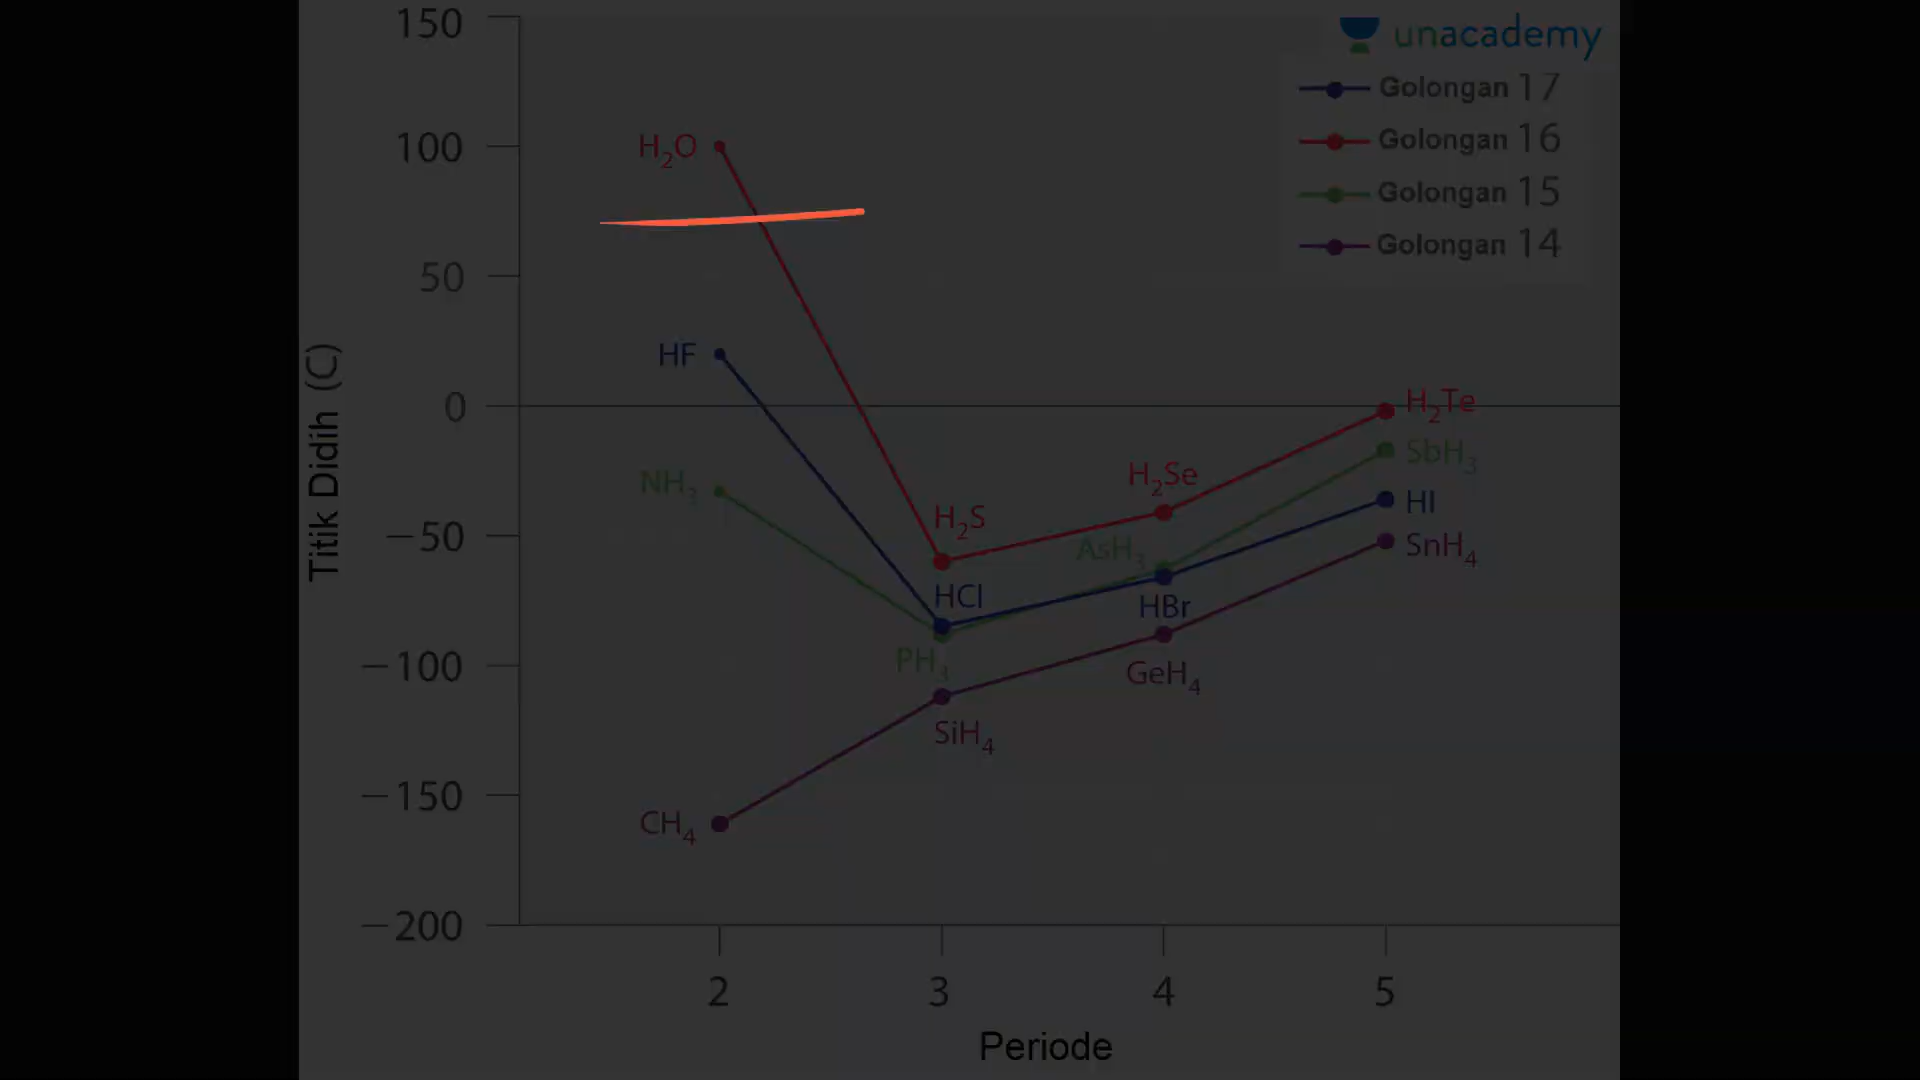 150
unacademy
Golongan 17
100
H₂O
Golongan 16
Golongan 15
Golongan 14
50
HF
Titik Didih (C)
0
H₂Te
SbH₃
H₂Se
NH₃
HI
H₂S
−50
AsH₃
SnH₄
HCl
HBr
PH₃
−100
GeH₄
SiH₄
−150
CH₄
−200
2 3 4 5
Periode